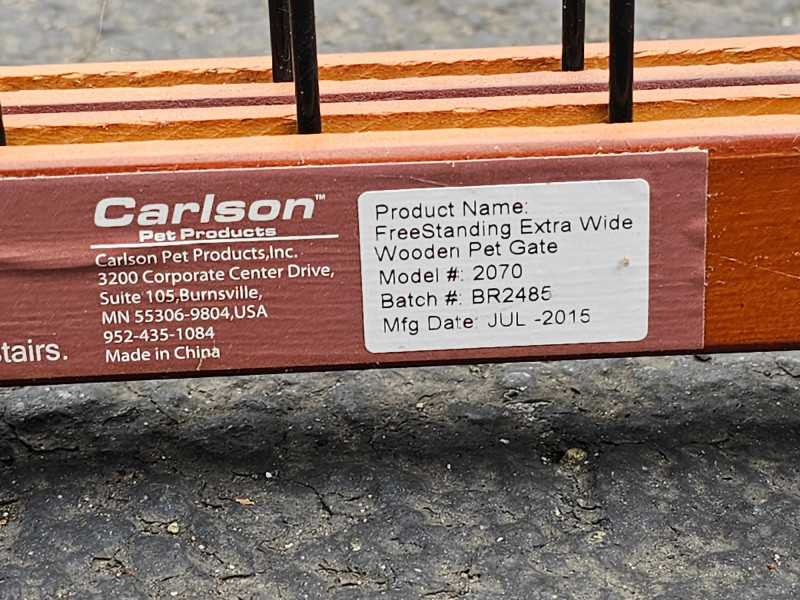 Carlson™
Pet Products
Carlson Pet Products,Inc.
3200 Corporate Center Drive,
Suite 105,Burnsville,
MN 55306-9804,USA
952-435-1084
Made in China
tairs.
Product Name:
FreeStanding Extra Wide
Wooden Pet Gate
Model #: 2070
Batch #: BR2485
Mfg Date: JUL -2015